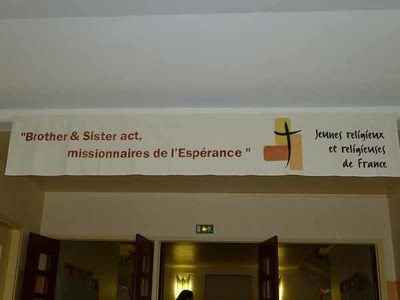 "Brother & Sister act,
missionnaires de l'Espérance "
Jeunes religieux
et religieuses
de France